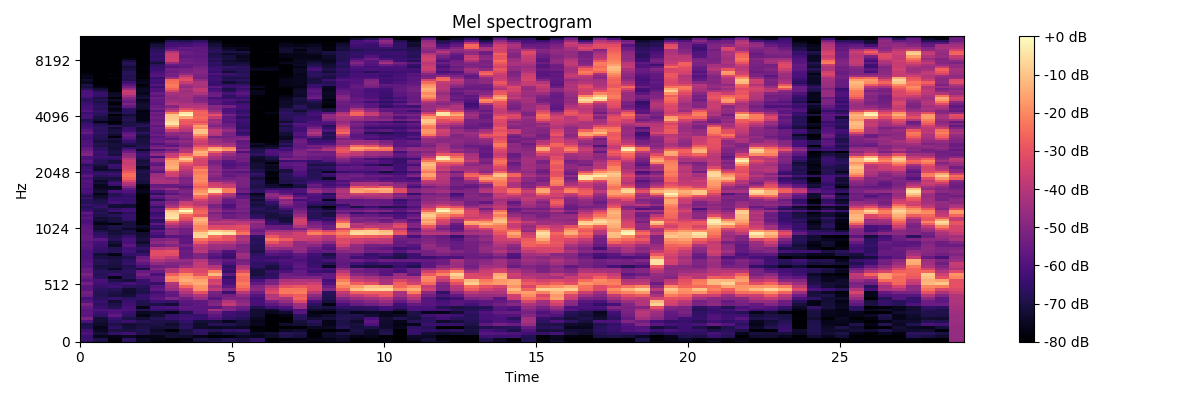 Mel spectrogram
8192
4096
2048
1024
512
0
Hz
0 5 10 15 20 25
Time
+0 dB
-10 dB
-20 dB
-30 dB
-40 dB
-50 dB
-60 dB
-70 dB
-80 dB